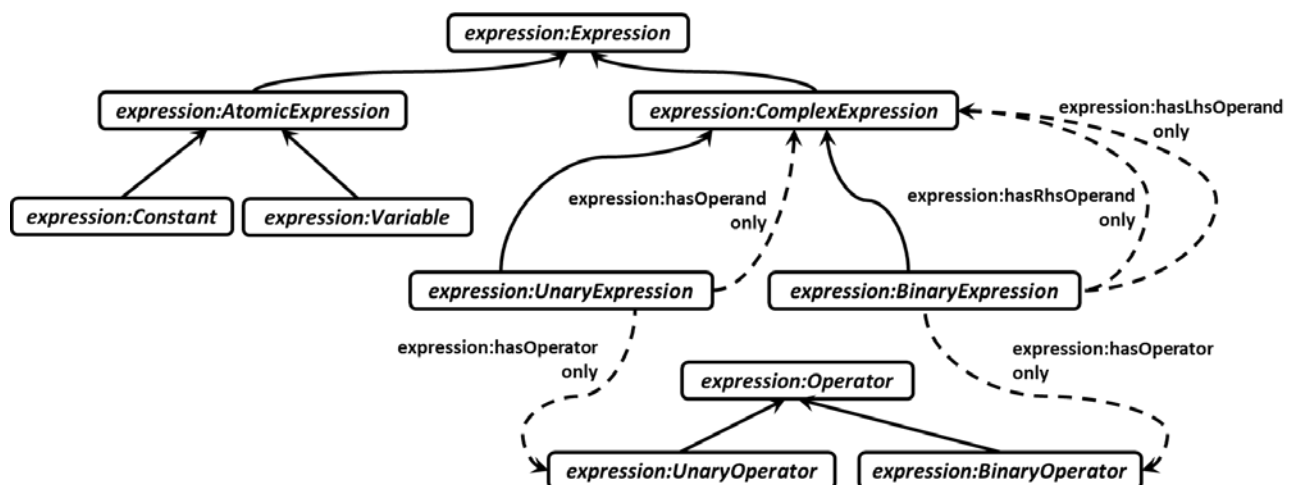 expression:Expression
expression:AtomicExpression
expression:ComplexExpression
expression:hasLhsOperand
only
expression:Constant
expression:Variable
expression:hasOperand
only
expression:hasRhsOperand
only
expression:UnaryExpression
expression:BinaryExpression
expression:hasOperator
only
expression:hasOperator
only
expression:Operator
expression:UnaryOperator
expression:BinaryOperator